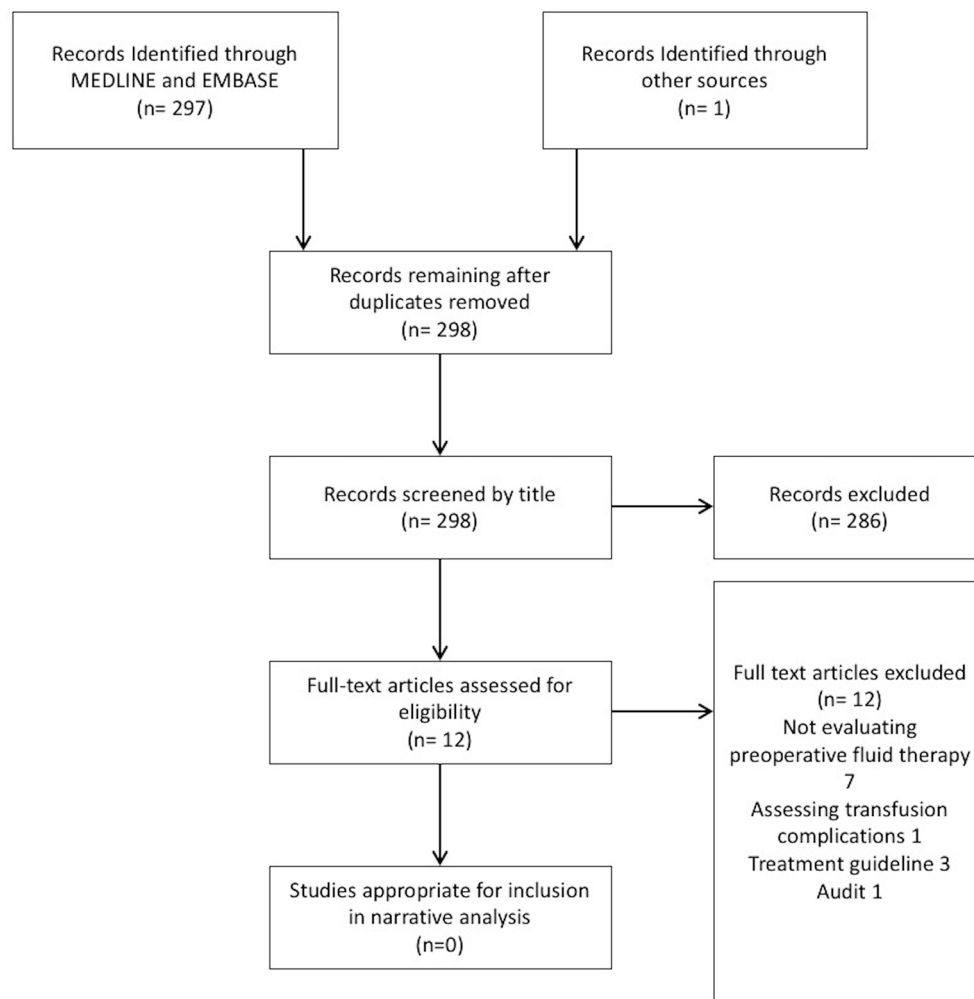 Records Identified through
MEDLINE and EMBASE
(n= 297)
Records Identified through
other sources
(n= 1)
Records remaining after
duplicates removed
(n= 298)
Records screened by title
(n= 298)
Records excluded
(n= 286)
Full-text articles assessed for
eligibility
(n= 12)
Full text articles excluded
(n= 12)
Not evaluating
preoperative fluid therapy
7
Assessing transfusion
complications 1
Treatment guideline 3
Audit 1
Studies appropriate for inclusion
in narrative analysis
(n=0)